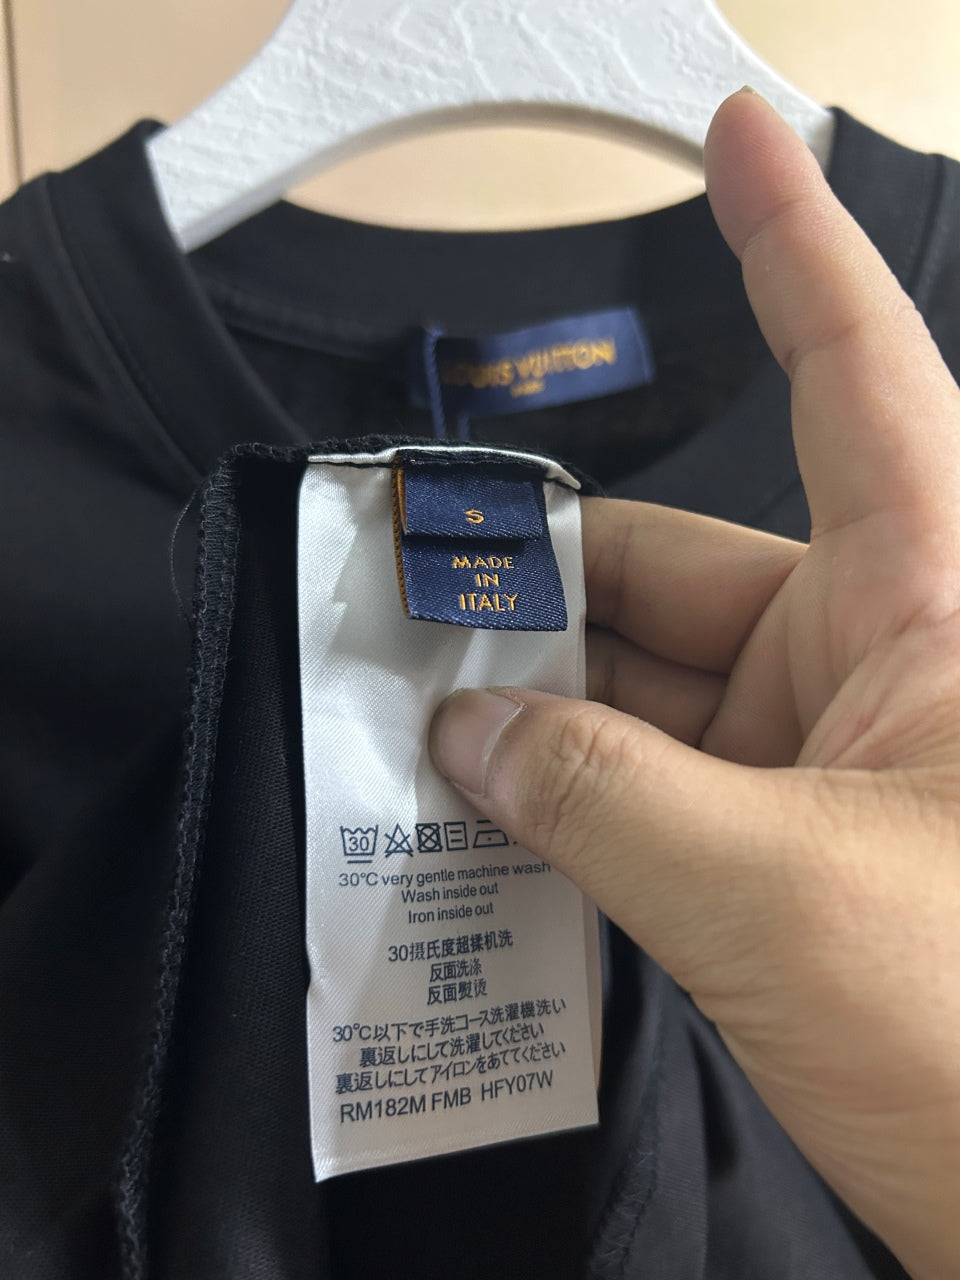 LOUIS VUITTON
S
MADE
IN
ITALY
30
30°C very gentle machine wash
Wash inside out
Iron inside out
30摄氏度超揉机洗
反面洗涤
反面熨烫
30℃以下で手洗コース洗濯機洗い
裏返しにして洗濯してください
裏返しにしてアイロンをあててください
RM182M FMB HFY07W